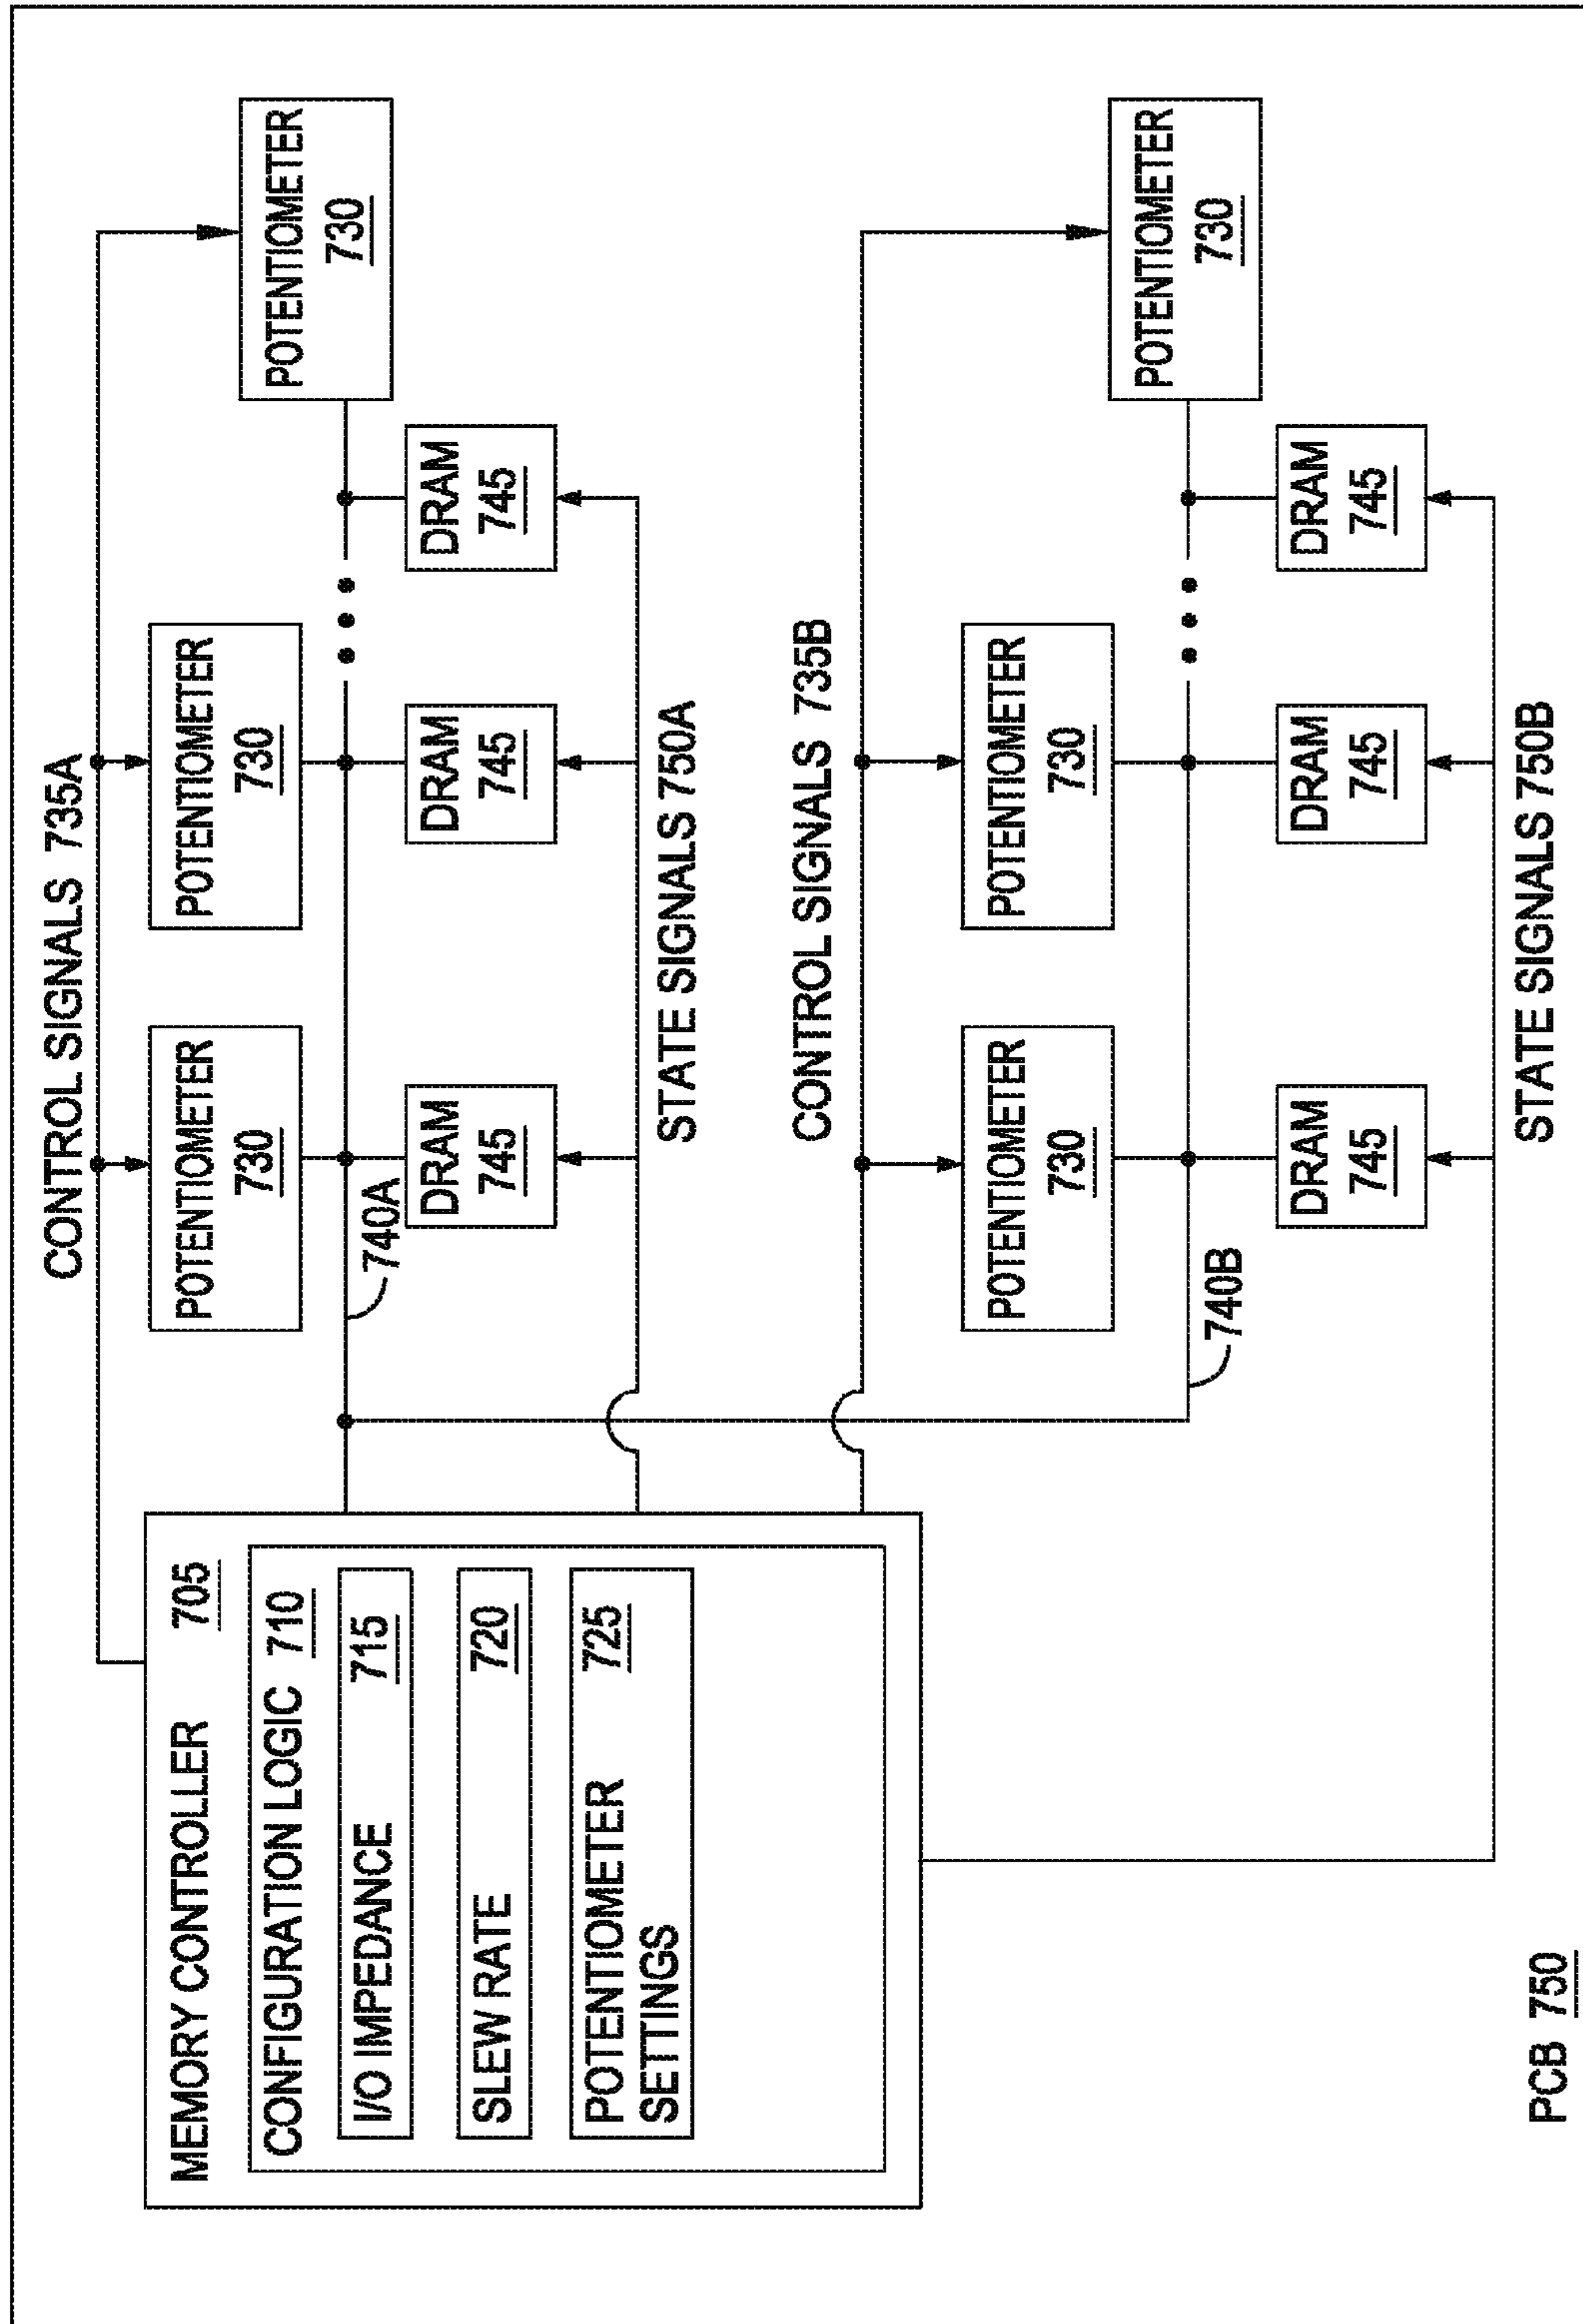 CONTROL SIGNALS 735A
MEMORY CONTROLLER 705
CONFIGURATION LOGIC 710
I/O IMPEDANCE 715
SLEW RATE 720
POTENTIOMETER 725
SETTINGS
POTENTIOMETER
730
POTENTIOMETER
730
POTENTIOMETER
730
740A
DRAM
745
DRAM
745
DRAM
745
STATE SIGNALS 750A
CONTROL SIGNALS 735B
POTENTIOMETER
730
POTENTIOMETER
730
POTENTIOMETER
730
740B
DRAM
745
DRAM
745
DRAM
745
STATE SIGNALS 750B
PCB 750